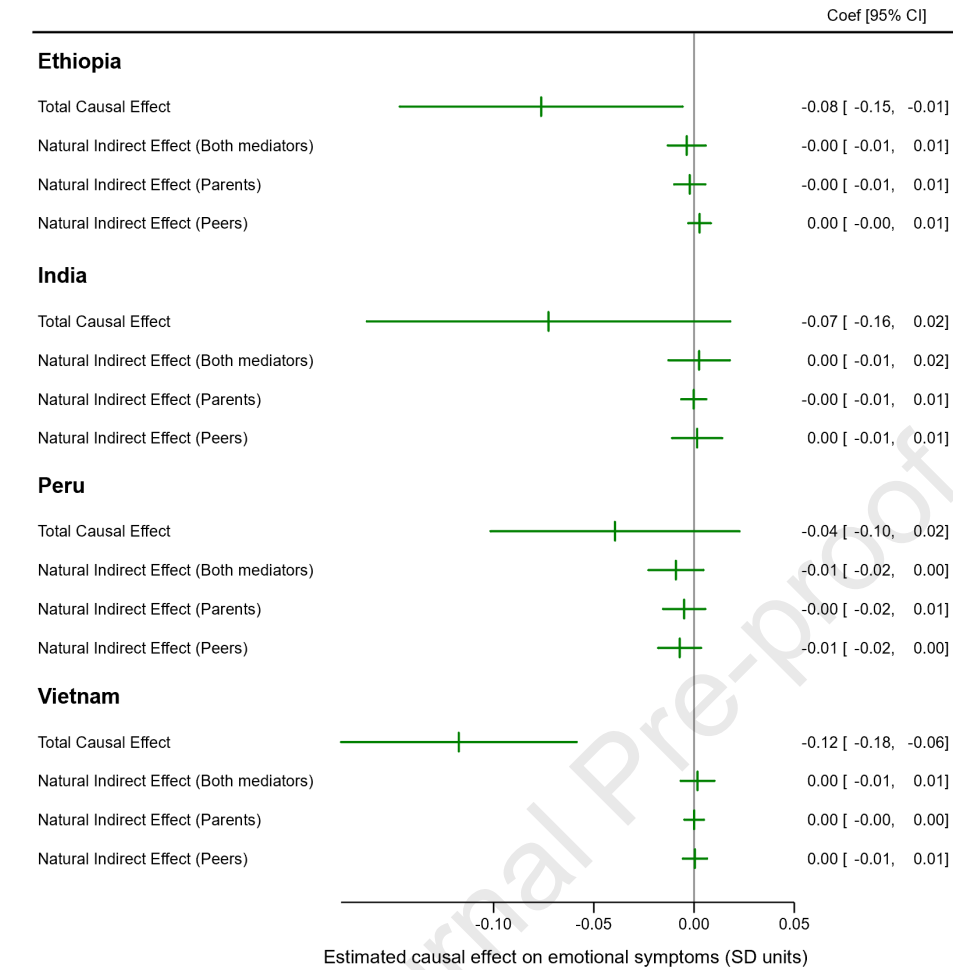 Coef [95% CI]
Ethiopia
Total Causal Effect -0.08 [ -0.15, -0.01]
Natural Indirect Effect (Both mediators) -0.00 [ -0.01, 0.01]
Natural Indirect Effect (Parents) -0.00 [ -0.01, 0.01]
Natural Indirect Effect (Peers) 0.00 [ -0.00, 0.01]
India
Total Causal Effect -0.07 [ -0.16, 0.02]
Natural Indirect Effect (Both mediators) 0.00 [ -0.01, 0.02]
Natural Indirect Effect (Parents) -0.00 [ -0.01, 0.01]
Natural Indirect Effect (Peers) 0.00 [ -0.01, 0.01]
Peru
Total Causal Effect -0.04 [ -0.10, 0.02]
Natural Indirect Effect (Both mediators) -0.01 [ -0.02, 0.00]
Natural Indirect Effect (Parents) -0.00 [ -0.02, 0.01]
Natural Indirect Effect (Peers) -0.01 [ -0.02, 0.00]
Vietnam
Total Causal Effect -0.12 [ -0.18, -0.06]
Natural Indirect Effect (Both mediators) 0.00 [ -0.01, 0.01]
Natural Indirect Effect (Parents) 0.00 [ -0.00, 0.00]
Natural Indirect Effect (Peers) 0.00 [ -0.01, 0.01]
-0.10 -0.05 0.00 0.05
Estimated causal effect on emotional symptoms (SD units)
rnal Pre-proof